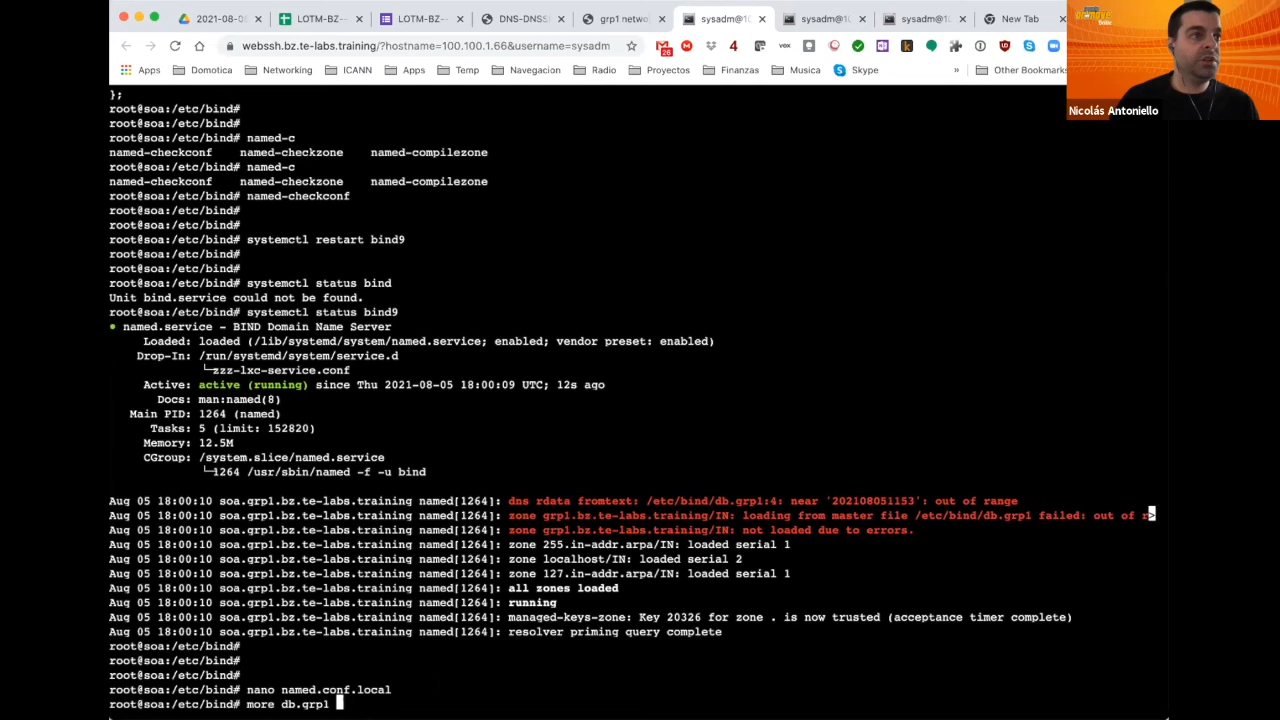 2021-08-0
LOTM-BZ-
LOTM-BZ-
DNS-DNSS
grp1 netwo
sysadm@10
sysadm@10
sysadm@10
New Tab
webssh.bz.te-labs.training/?hostname=100.100.1.66&username=sysadm
Apps Domotica Networking ICANN Apps Temp Navegacion Radio Proyectos Finanzas Musica Skype » Other Bookmarks
Nicolás Antoniello
};
root@soa:/etc/bind#
root@soa:/etc/bind#
root@soa:/etc/bind# named-c
named-checkconf named-checkzone named-compilezone
root@soa:/etc/bind# named-c
named-checkconf named-checkzone named-compilezone
root@soa:/etc/bind# named-checkconf
root@soa:/etc/bind#
root@soa:/etc/bind#
root@soa:/etc/bind# systemctl restart bind9
root@soa:/etc/bind#
root@soa:/etc/bind#
root@soa:/etc/bind# systemctl status bind
Unit bind.service could not be found.
root@soa:/etc/bind# systemctl status bind9
● named.service - BIND Domain Name Server
Loaded: loaded (/lib/systemd/system/named.service; enabled; vendor preset: enabled)
Drop-In: /run/systemd/system/service.d
└─zzz-lxc-service.conf
Active: active (running) since Thu 2021-08-05 18:00:09 UTC; 12s ago
Docs: man:named(8)
Main PID: 1264 (named)
Tasks: 5 (limit: 152820)
Memory: 12.5M
CGroup: /system.slice/named.service
└─1264 /usr/sbin/named -f -u bind
Aug 05 18:00:10 soa.grp1.bz.te-labs.training named[1264]: dns rdata fromtext: /etc/bind/db.grp1:4: near '202108051153': out of range
Aug 05 18:00:10 soa.grp1.bz.te-labs.training named[1264]: zone grp1.bz.te-labs.training/IN: loading from master file /etc/bind/db.grp1 failed: out of r>
Aug 05 18:00:10 soa.grp1.bz.te-labs.training named[1264]: zone grp1.bz.te-labs.training/IN: not loaded due to errors.
Aug 05 18:00:10 soa.grp1.bz.te-labs.training named[1264]: zone 255.in-addr.arpa/IN: loaded serial 1
Aug 05 18:00:10 soa.grp1.bz.te-labs.training named[1264]: zone localhost/IN: loaded serial 2
Aug 05 18:00:10 soa.grp1.bz.te-labs.training named[1264]: zone 127.in-addr.arpa/IN: loaded serial 1
Aug 05 18:00:10 soa.grp1.bz.te-labs.training named[1264]: all zones loaded
Aug 05 18:00:10 soa.grp1.bz.te-labs.training named[1264]: running
Aug 05 18:00:10 soa.grp1.bz.te-labs.training named[1264]: managed-keys-zone: Key 20326 for zone . is now trusted (acceptance timer complete)
Aug 05 18:00:10 soa.grp1.bz.te-labs.training named[1264]: resolver priming query complete
root@soa:/etc/bind#
root@soa:/etc/bind#
root@soa:/etc/bind#
root@soa:/etc/bind# nano named.conf.local
root@soa:/etc/bind# more db.grp1